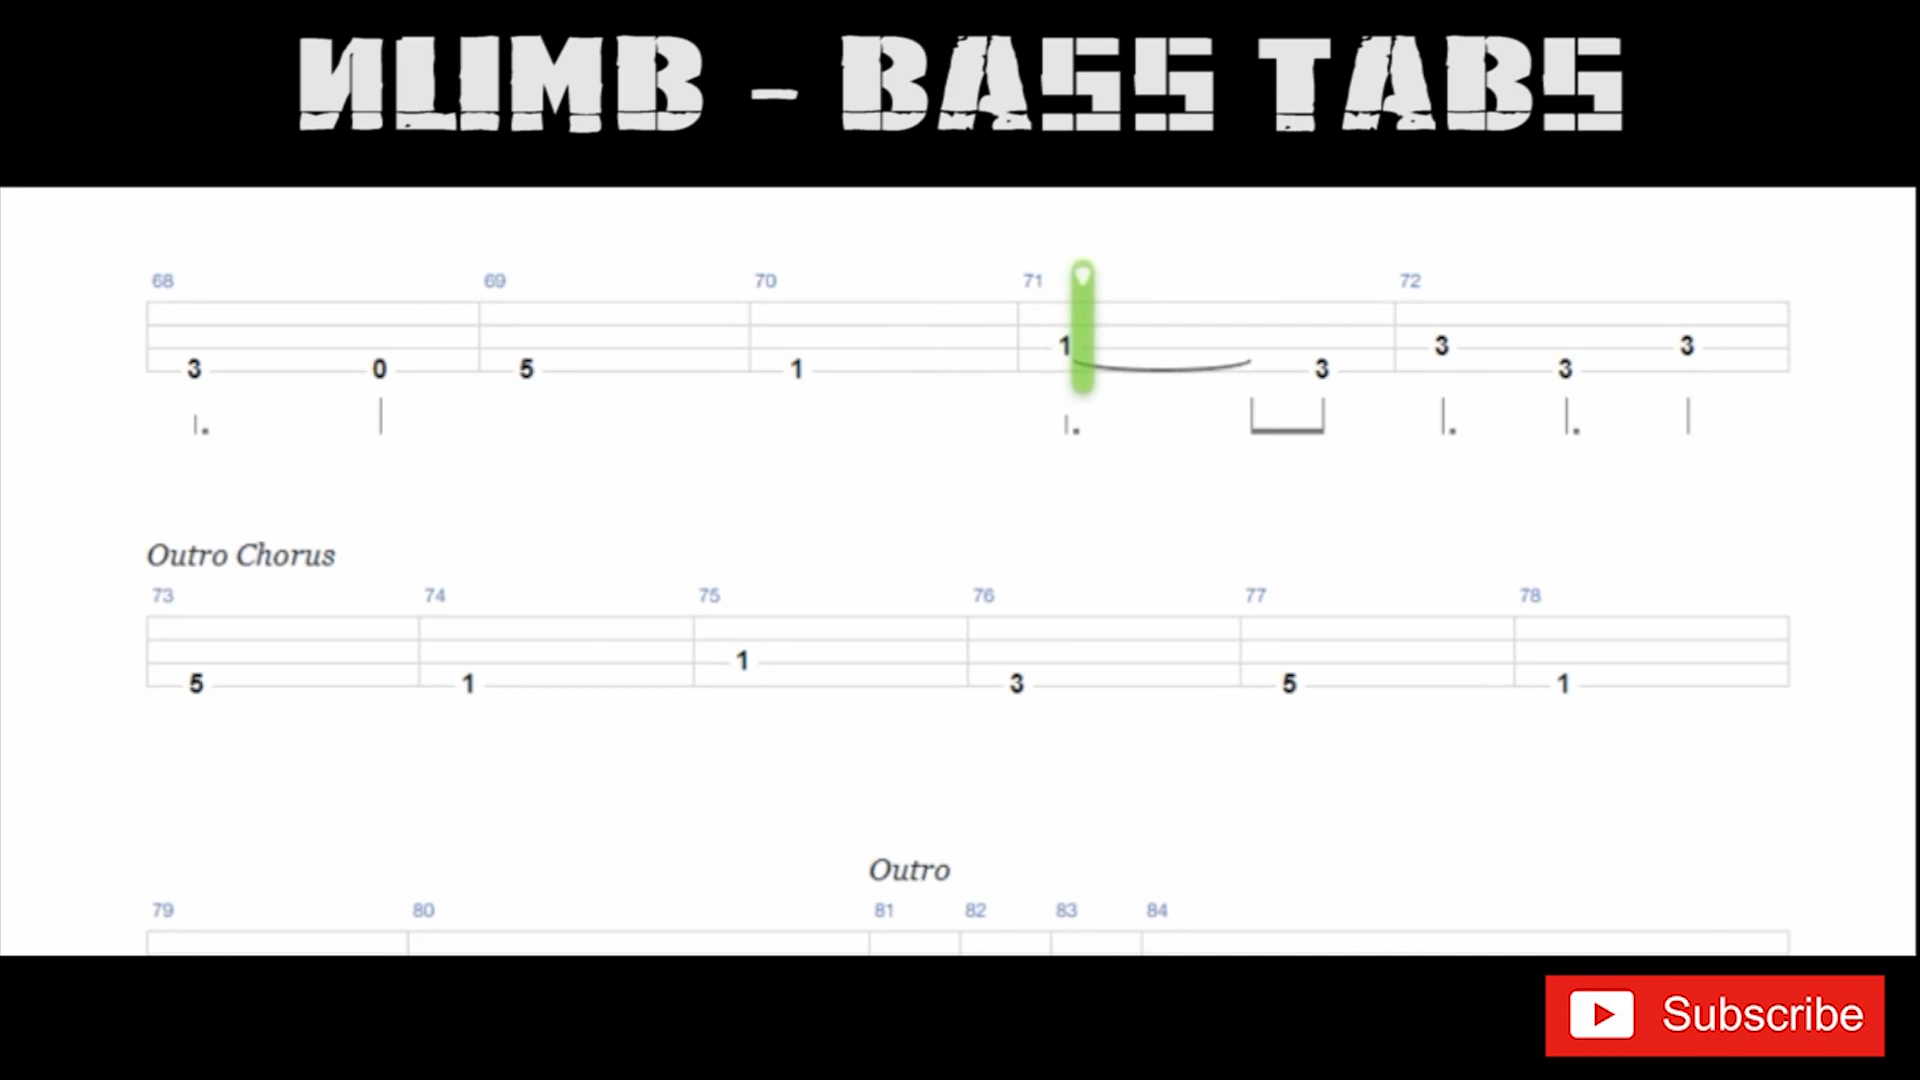 NUMB - BASS TABS
68 69 70 71 72
1 3 3
3 0 5 1 3 3
Outro Chorus
73 74 75 76 77 78
1
5 1 3 5 1
Outro
79 80 81 82 83 84
Subscribe